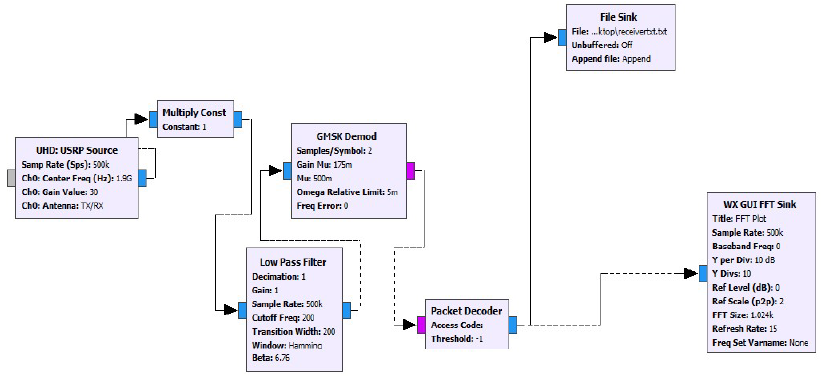 File Sink
File: ...ktop\receivertxt.txt
Unbuffered: Off
Append file: Append
Multiply Const
Constant: 1
GMSK Demod
Samples/Symbol: 2
Gain Mu: 175m
Mu: 500m
Omega Relative Limit: 5m
Freq Error: 0
UHD: USRP Source
Samp Rate (Sps): 500k
Ch0: Center Freq (Hz): 1.9G
Ch0: Gain Value: 30
Ch0: Antenna: TX/RX
WX GUI FFT Sink
Title: FFT Plot
Sample Rate: 500k
Baseband Freq: 0
Y per Div: 10 dB
Y Divs: 10
Ref Level (dB): 0
Ref Scale (p2p): 2
FFT Size: 1.024k
Refresh Rate: 15
Freq Set Varname: None
Low Pass Filter
Decimation: 1
Gain: 1
Sample Rate: 500k
Cutoff Freq: 200
Transition Width: 200
Window: Hamming
Beta: 6.76
Packet Decoder
Access Code:
Threshold: -1